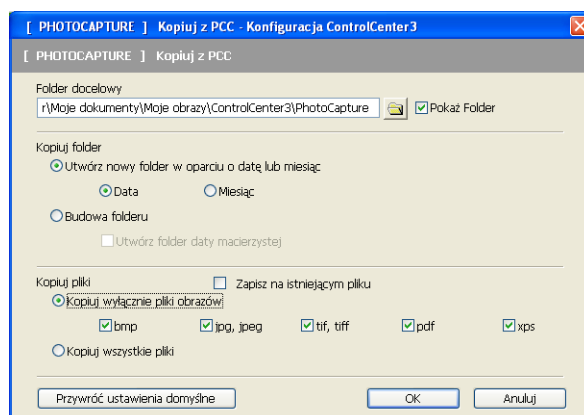 [ PHOTOCAPTURE ] Kopiuj z PCC - Konfiguracja ControlCenter3
[ PHOTOCAPTURE ] Kopiuj z PCC
Folder docelowy
r\Moje dokumenty\Moje obrazy\ControlCenter3\PhotoCapture Pokaż Folder
Kopiuj folder
Utwórz nowy folder w oparciu o datę lub miesiąc
Data Miesiąc
Budowa folderu
Utwórz folder daty macierzystej
Kopiuj pliki Zapisz na istniejącym pliku
Kopiuj wyłącznie pliki obrazów
bmp jpg, jpeg tif, tiff pdf xps
Kopiuj wszystkie pliki
Przywróć ustawienia domyślne OK Anuluj